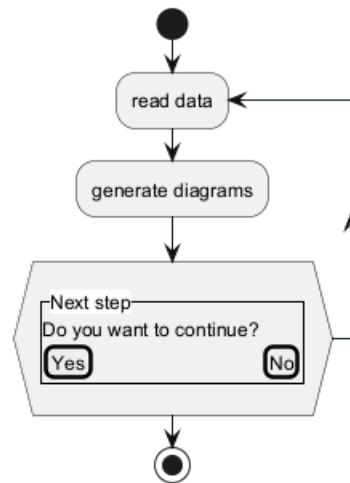 read data
generate diagrams
Next step
Do you want to continue?
Yes No